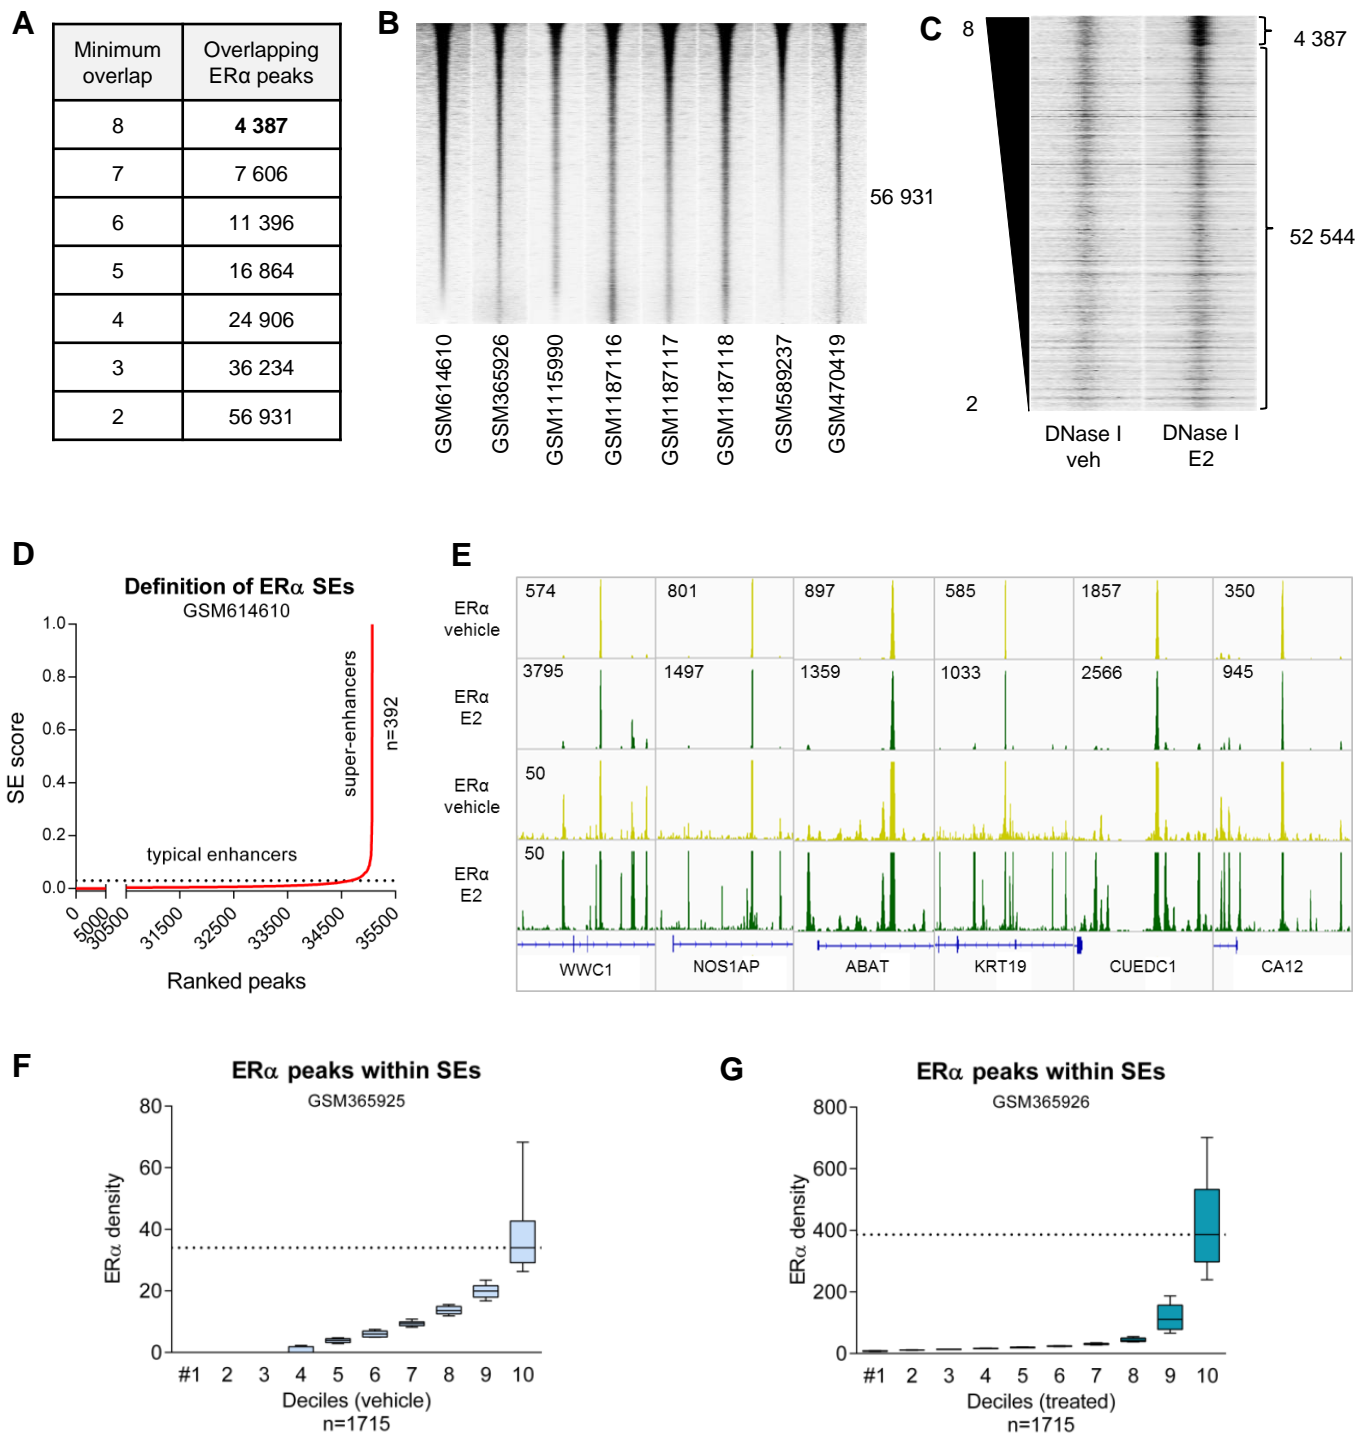 A
Minimum overlap
Overlapping ERα peaks
8
4 387
7
7 606
6
11 396
5
16 864
4
24 906
3
36 234
2
56 931
B
56 931
GSM614610
GSM365926
GSM1115990
GSM1187116
GSM1187117
GSM1187118
GSM589237
GSM470419
C
8
2
4 387
52 544
DNase I
veh
DNase I
E2
D
Definition of ERα SEs
GSM614610
SE score
1.0
0.8
0.6
0.4
0.2
0.0
typical enhancers
super-enhancers
n=392
0
5000
30500
31500
32500
33500
34500
35500
Ranked peaks
E
ERα
vehicle
574
801
897
585
1857
350
ERα
E2
3795
1497
1359
1033
2566
945
ERα
vehicle
50
ERα
E2
50
WWC1
NOS1AP
ABAT
KRT19
CUEDC1
CA12
F
ERα peaks within SEs
GSM365925
ERα density
80
60
40
20
0
#1 2 3 4 5 6 7 8 9 10
Deciles (vehicle)
n=1715
G
ERα peaks within SEs
GSM365926
ERα density
800
600
400
200
0
#1 2 3 4 5 6 7 8 9 10
Deciles (treated)
n=1715